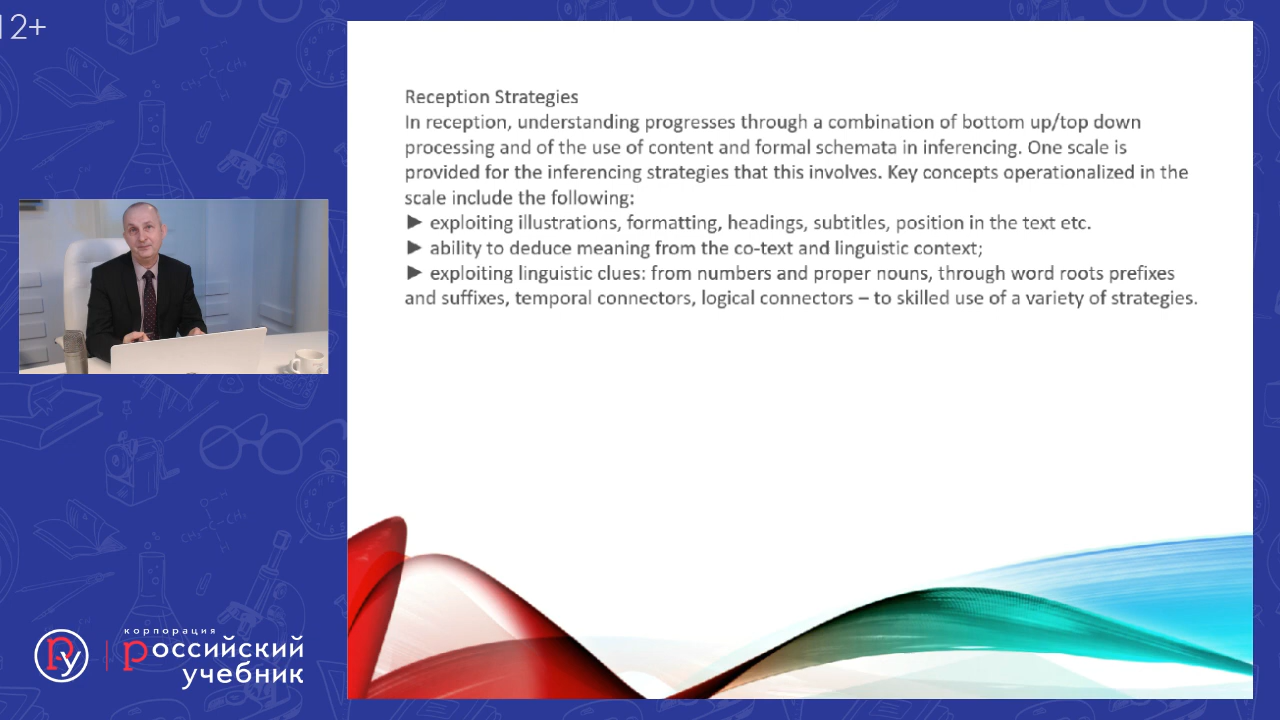 12+
Reception Strategies
In reception, understanding progresses through a combination of bottom up/top down
processing and of the use of content and formal schemata in inferencing. One scale is
provided for the inferencing strategies that this involves. Key concepts operationalized in the
scale include the following:
► exploiting illustrations, formatting, headings, subtitles, position in the text etc.
► ability to deduce meaning from the co-text and linguistic context;
► exploiting linguistic clues: from numbers and proper nouns, through word roots prefixes
and suffixes, temporal connectors, logical connectors – to skilled use of a variety of strategies.
Ру
корпорация
российский
учебник